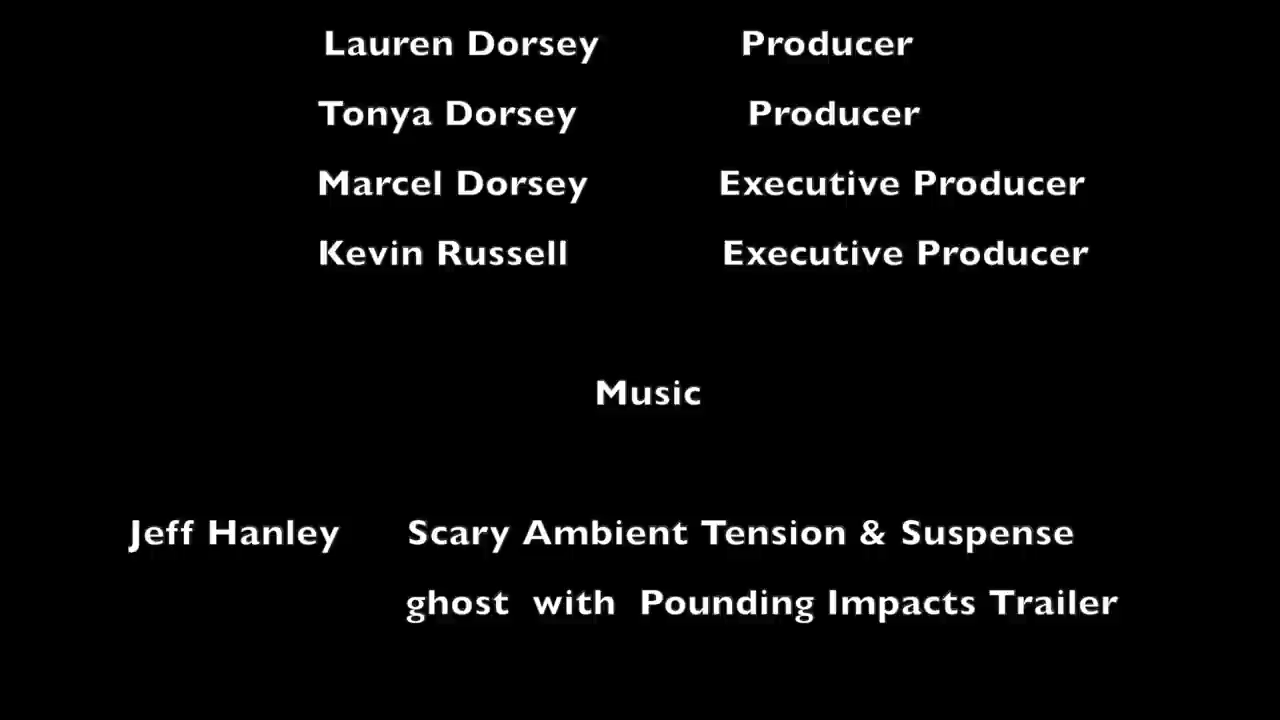 Lauren Dorsey Producer
Tonya Dorsey Producer
Marcel Dorsey Executive Producer
Kevin Russell Executive Producer
Music
Jeff Hanley Scary Ambient Tension & Suspense
ghost with Pounding Impacts Trailer